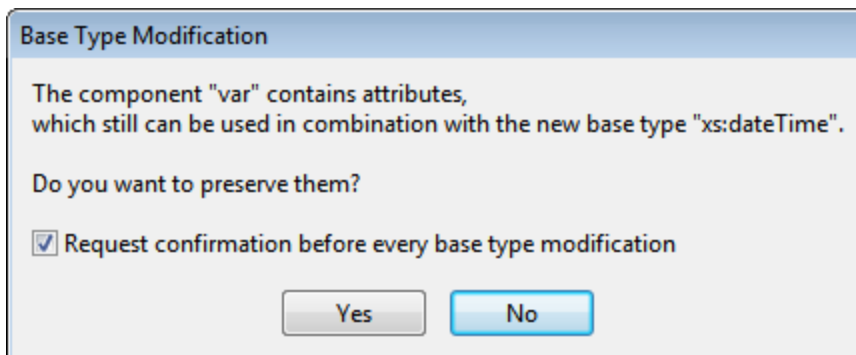 Base Type Modification
The component "var" contains attributes,
which still can be used in combination with the new base type "xs:dateTime".
Do you want to preserve them?
Request confirmation before every base type modification
Yes No